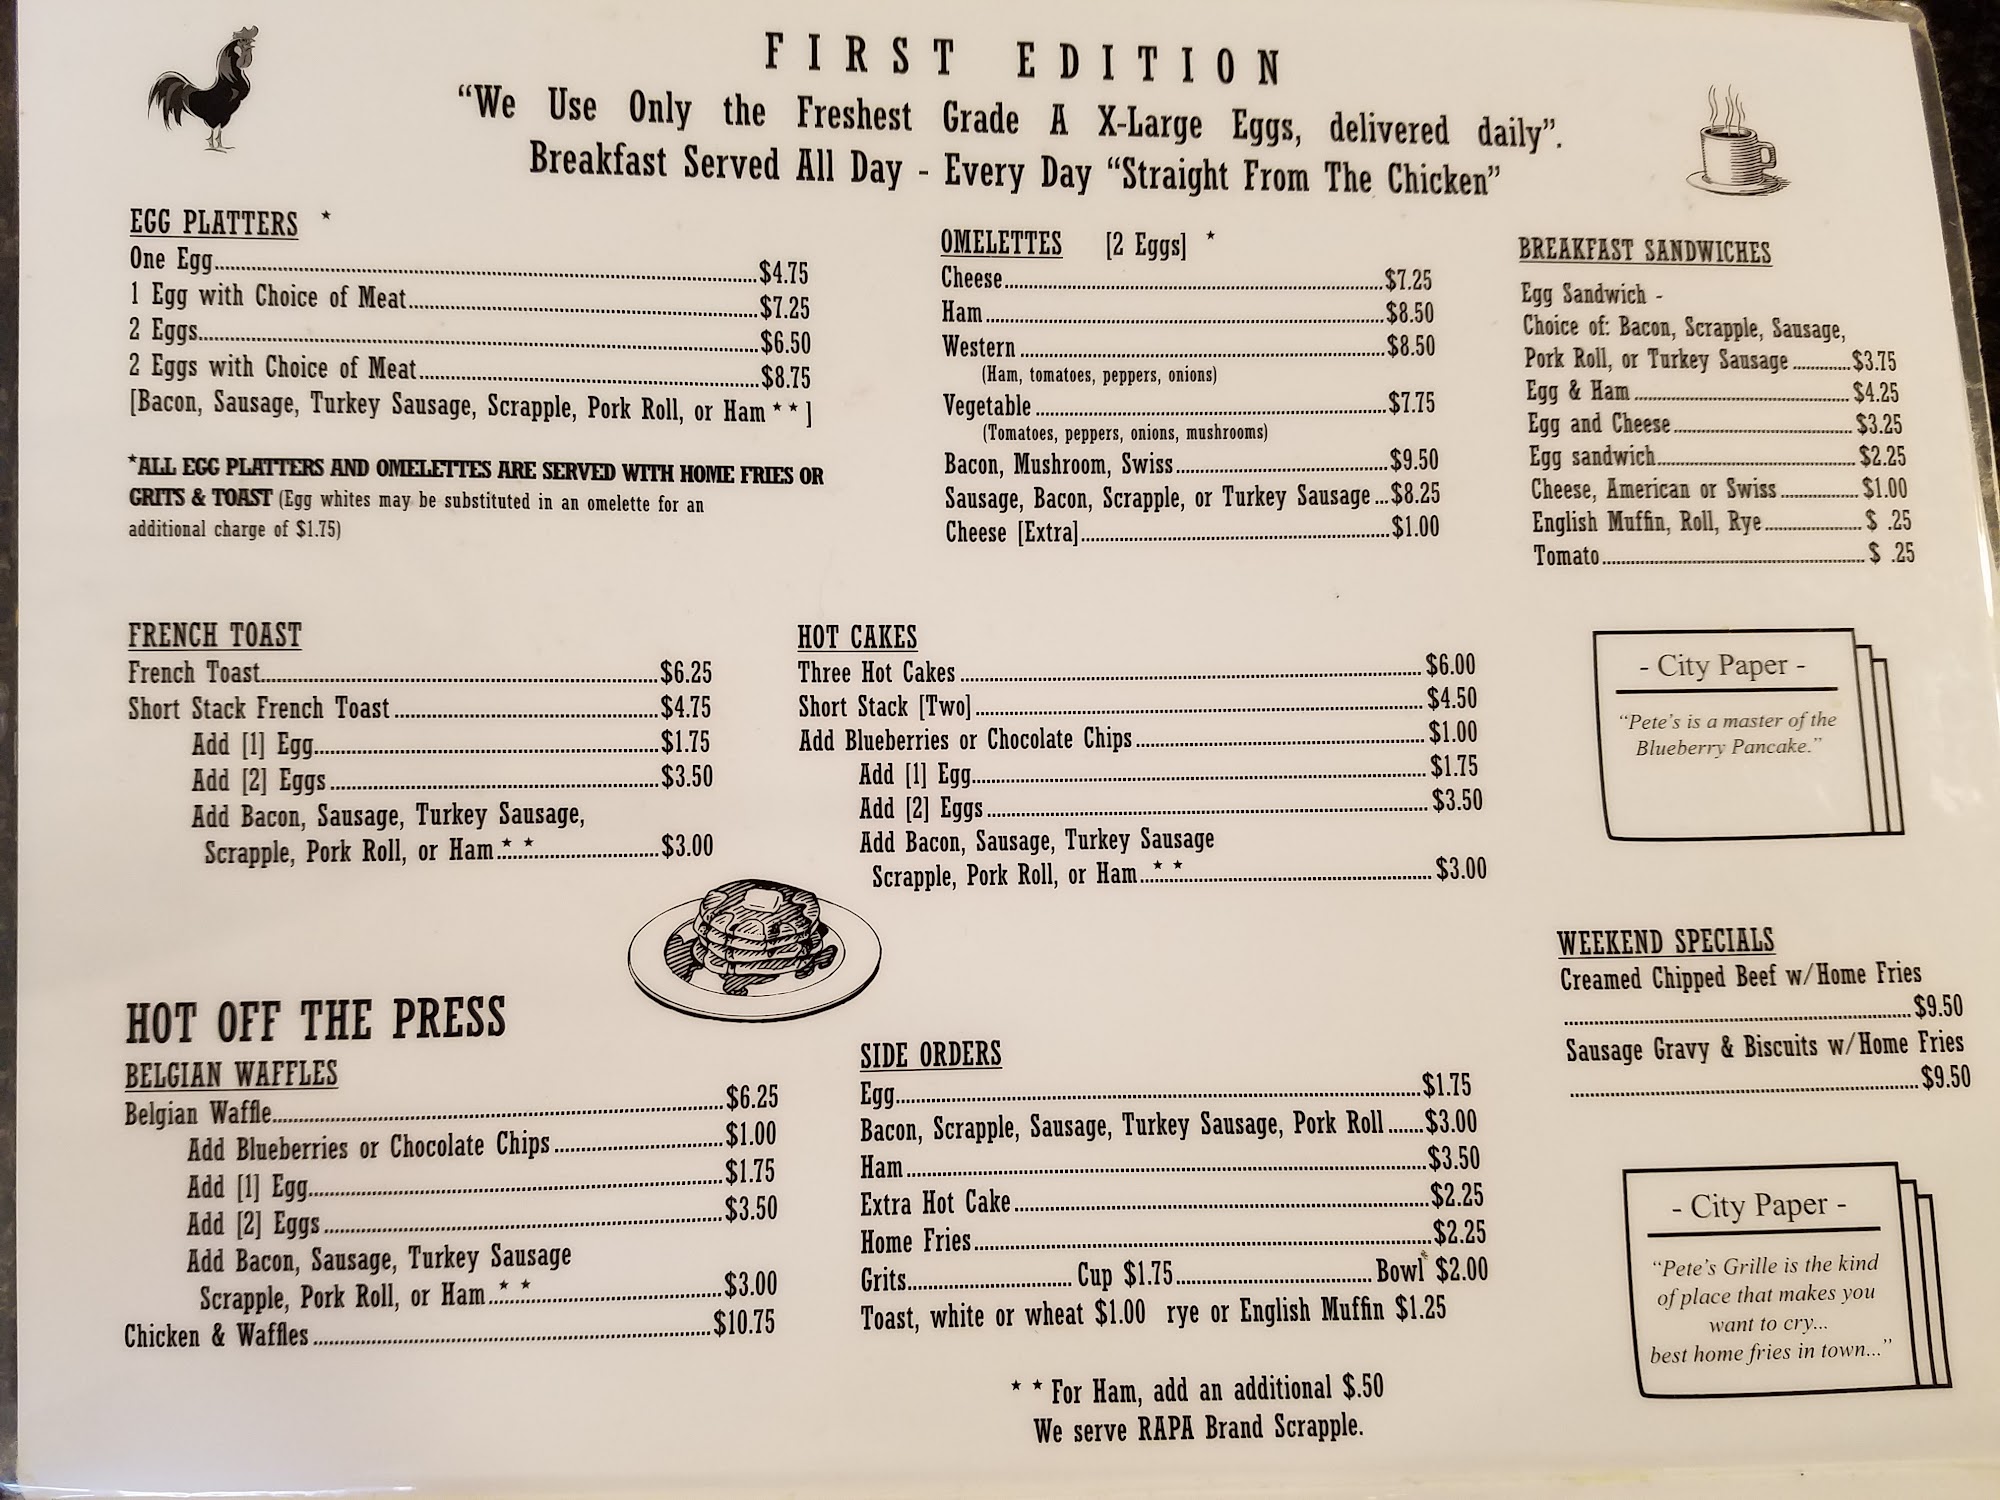 FIRST EDITION
“We Use Only the Freshest Grade A X-Large Eggs, delivered daily”.
Breakfast Served All Day - Every Day “Straight From The Chicken”
EGG PLATTERS *
One Egg $4.75
1 Egg with Choice of Meat $7.25
2 Eggs $6.50
2 Eggs with Choice of Meat $8.75
[Bacon, Sausage, Turkey Sausage, Scrapple, Pork Roll, or Ham * * ]
*ALL EGG PLATTERS AND OMELETTES ARE SERVED WITH HOME FRIES OR
GRITS & TOAST (Egg whites may be substituted in an omelette for an
additional charge of $1.75)
OMELETTES [2 Eggs] *
Cheese $7.25
Ham $8.50
Western $8.50
(Ham, tomatoes, peppers, onions)
Vegetable $7.75
(Tomatoes, peppers, onions, mushrooms)
Bacon, Mushroom, Swiss $9.50
Sausage, Bacon, Scrapple, or Turkey Sausage ... $8.25
Cheese [Extra] $1.00
BREAKFAST SANDWICHES
Egg Sandwich -
Choice of: Bacon, Scrapple, Sausage,
Pork Roll, or Turkey Sausage $3.75
Egg & Ham $4.25
Egg and Cheese $3.25
Egg sandwich $2.25
Cheese, American or Swiss $1.00
English Muffin, Roll, Rye $ .25
Tomato $ .25
FRENCH TOAST
French Toast $6.25
Short Stack French Toast $4.75
Add [1] Egg $1.75
Add [2] Eggs $3.50
Add Bacon, Sausage, Turkey Sausage,
Scrapple, Pork Roll, or Ham * * $3.00
HOT CAKES
Three Hot Cakes $6.00
Short Stack [Two] $4.50
Add Blueberries or Chocolate Chips $1.00
Add [1] Egg $1.75
Add [2] Eggs $3.50
Add Bacon, Sausage, Turkey Sausage
Scrapple, Pork Roll, or Ham * * $3.00
- City Paper -
“Pete's is a master of the
Blueberry Pancake.”
HOT OFF THE PRESS
BELGIAN WAFFLES
Belgian Waffle $6.25
Add Blueberries or Chocolate Chips $1.00
Add [1] Egg $1.75
Add [2] Eggs $3.50
Add Bacon, Sausage, Turkey Sausage
Scrapple, Pork Roll, or Ham * * $3.00
Chicken & Waffles $10.75
SIDE ORDERS
Egg $1.75
Bacon, Scrapple, Sausage, Turkey Sausage, Pork Roll $3.00
Ham $3.50
Extra Hot Cake $2.25
Home Fries $2.25
Grits Cup $1.75 Bowl $2.00
Toast, white or wheat $1.00 rye or English Muffin $1.25
* * For Ham, add an additional $.50
We serve RAPA Brand Scrapple.
WEEKEND SPECIALS
Creamed Chipped Beef w/Home Fries
$9.50
Sausage Gravy & Biscuits w/Home Fries
$9.50
- City Paper -
“Pete's Grille is the kind
of place that makes you
want to cry...
best home fries in town...”